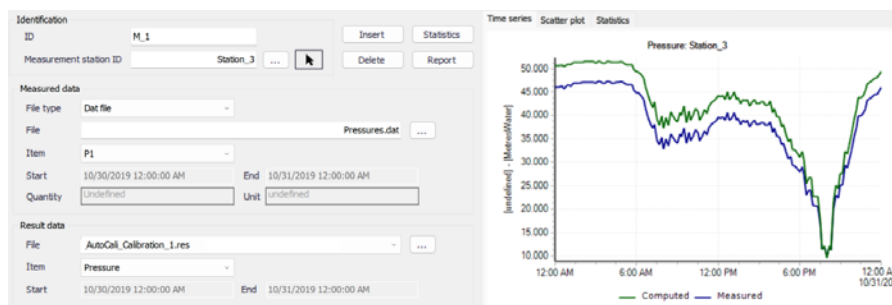 Identification
ID M_1 Insert Statistics
Measurement station ID Station_3 ... Delete Report
Measured data
File type Dat file
File Pressures.dat ...
Item P1
Start 10/30/2019 12:00:00 AM End 10/31/2019 12:00:00 AM
Quantity Undefined Unit undefined
Result data
File _AutoCali_Calibration_1.res ...
Item Pressure
Start 10/30/2019 12:00:00 AM End 10/31/2019 12:00:00 AM
Time series Scatter plot Statistics
Pressure: Station_3
[undefined] - [MetresWater]
50.000
45.000
40.000
35.000
30.000
25.000
20.000
15.000
10.000
12:00 AM 6:00 AM 12:00 PM 6:00 PM 12:00 A
10/31/20
Computed Measured